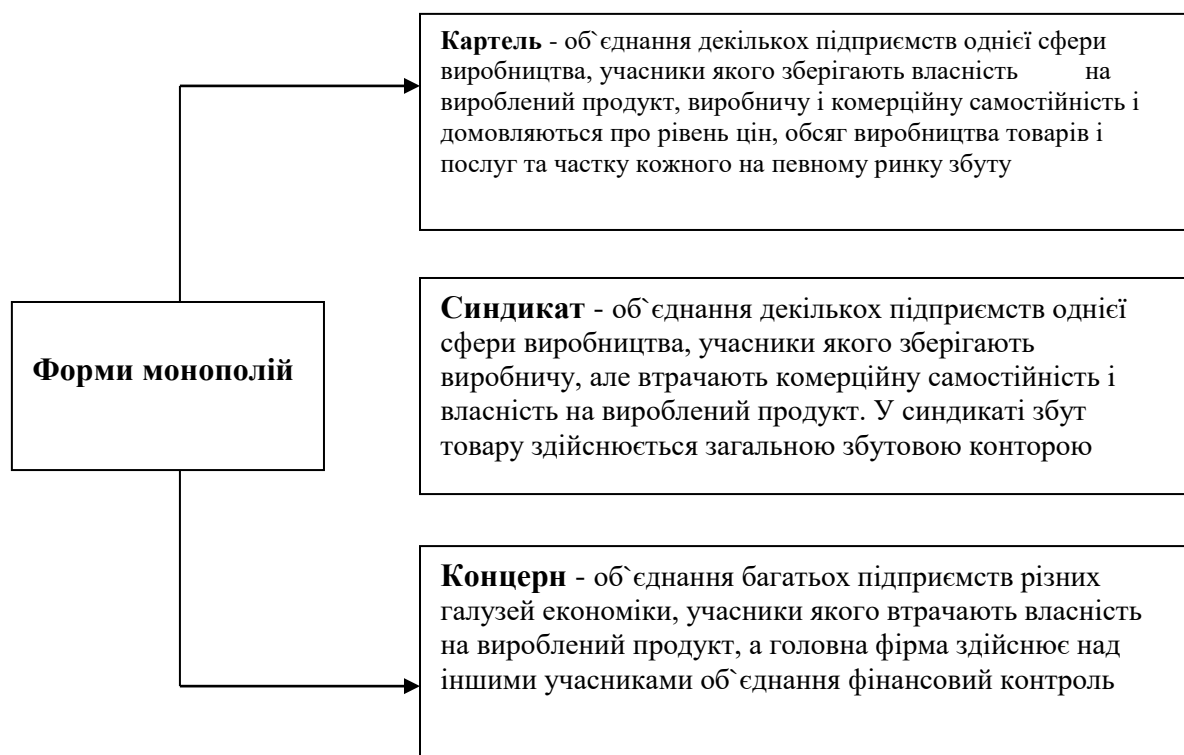 Картель - об`єднання декількох підприємств однієї сфери
виробництва, учасники якого зберігають власність на
вироблений продукт, виробничу і комерційну самостійність і
домовляються про рівень цін, обсяг виробництва товарів і
послуг та частку кожного на певному ринку збуту
Форми монополій
Синдикат - об`єднання декількох підприємств однієї
сфери виробництва, учасники якого зберігають
виробничу, але втрачають комерційну самостійність і
власність на вироблений продукт. У синдикаті збут
товару здійснюється загальною збутовою конторою
Концерн - об`єднання багатьох підприємств різних
галузей економіки, учасники якого втрачають власність
на вироблений продукт, а головна фірма здійснює над
іншими учасниками об`єднання фінансовий контроль